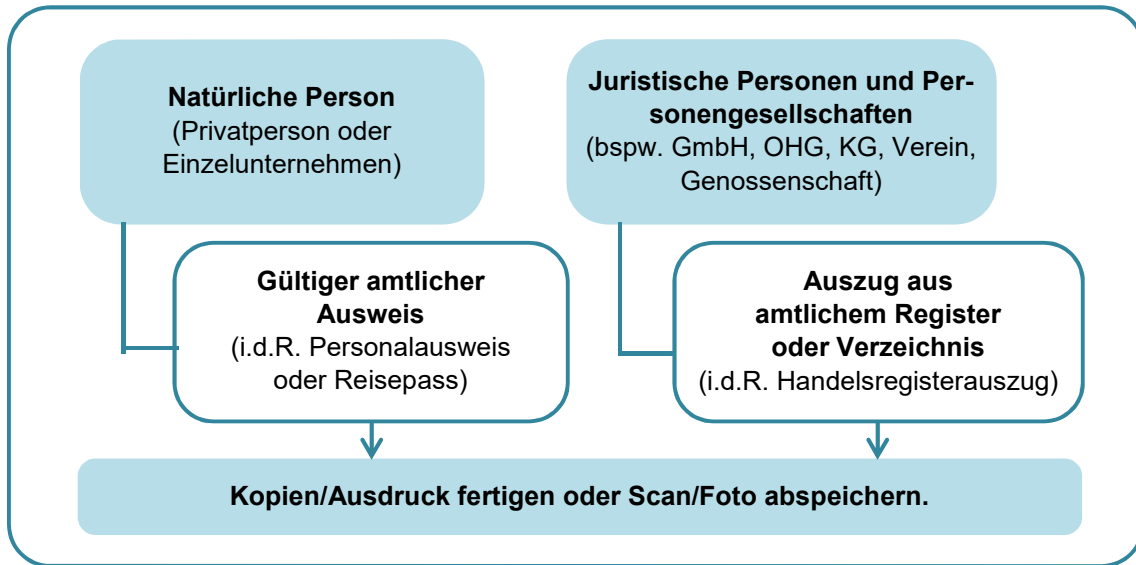 Natürliche Person
(Privatperson oder
Einzelunternehmen)
Juristische Personen und Per-
sonengesellschaften
(bspw. GmbH, OHG, KG, Verein,
Genossenschaft)
Gültiger amtlicher
Ausweis
(i.d.R. Personalausweis
oder Reisepass)
Auszug aus
amtlichem Register
oder Verzeichnis
(i.d.R. Handelsregisterauszug)
Kopien/Ausdruck fertigen oder Scan/Foto abspeichern.